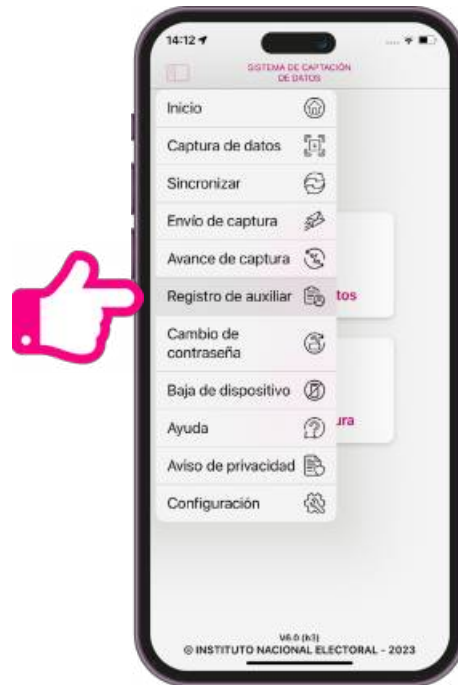 14:12
SISTEMA DE CAPTACIÓN
DE DATOS
Inicio
Captura de datos
Sincronizar
Envío de captura
Avance de captura
Registro de auxiliar
tos
Cambio de
contraseña
Baja de dispositivo
Ayuda
ura
Aviso de privacidad
Configuración
V6.0 (b3)
© INSTITUTO NACIONAL ELECTORAL - 2023